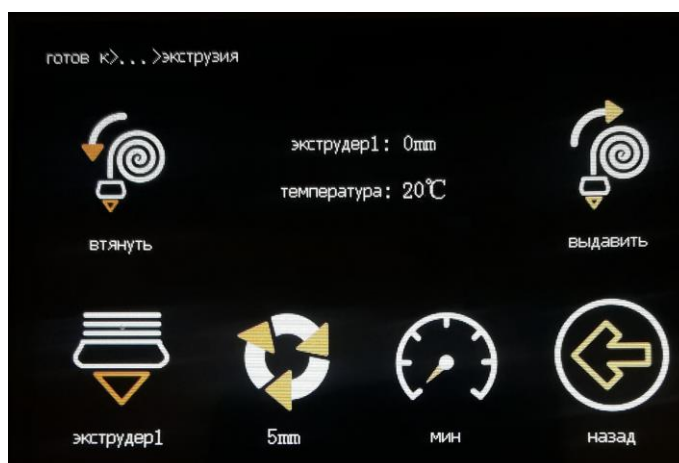 готов к>...>экструзия
экструдер1: 0mm
температура: 20℃
втянуть
выдавить
экструдер1
5mm
мин
назад